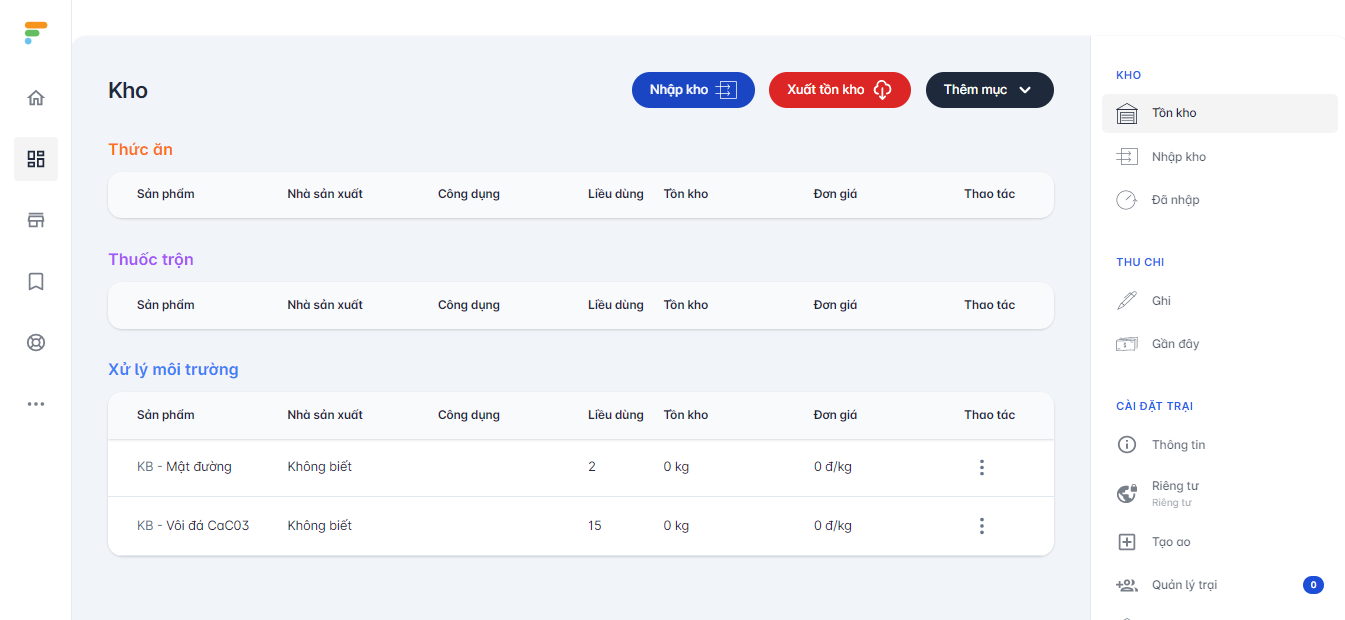 Kho
Nhập kho
Xuất tồn kho
Thêm mục
Thức ăn
Sản phẩm Nhà sản xuất Công dụng Liều dùng Tồn kho Đơn giá Thao tác
Thuốc trộn
Sản phẩm Nhà sản xuất Công dụng Liều dùng Tồn kho Đơn giá Thao tác
Xử lý môi trường
Sản phẩm Nhà sản xuất Công dụng Liều dùng Tồn kho Đơn giá Thao tác
KB - Mật đường Không biết 2 0 kg 0 đ/kg
KB - Vôi đá CaC03 Không biết 15 0 kg 0 đ/kg
KHO
Tồn kho
Nhập kho
Đã nhập
THU CHI
Ghi
Gần đây
CÀI ĐẶT TRẠI
Thông tin
Riêng tư
Riêng tư
Tạo ao
Quản lý trại 0